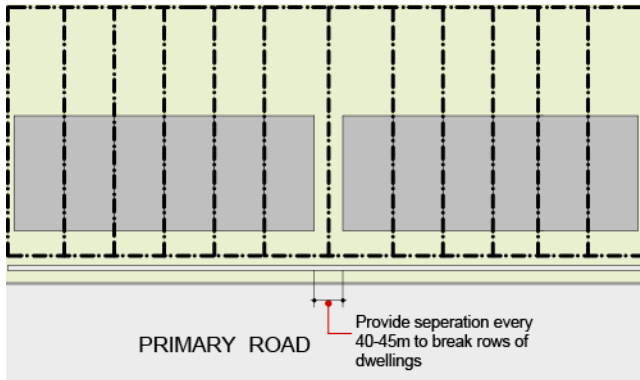 Provide seperation every
40-45m to break rows of
dwellings
PRIMARY ROAD